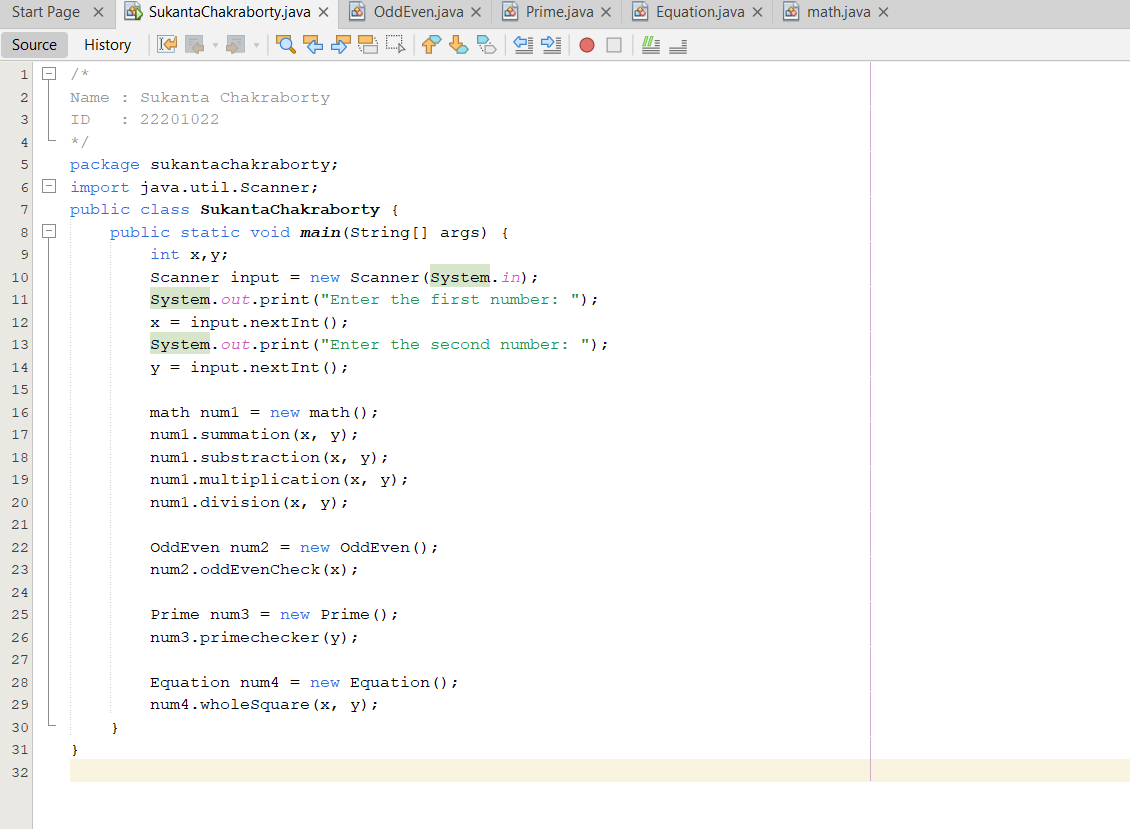 Start Page SukantaChakraborty.java OddEven.java Prime.java Equation.java math.java
Source History
1 /*
2 Name : Sukanta Chakraborty
3 ID   : 22201022
4 */
5 package sukantachakraborty;
6 import java.util.Scanner;
7 public class SukantaChakraborty {
8     public static void main(String[] args) {
9         int x,y;
10         Scanner input = new Scanner(System.in);
11         System.out.print("Enter the first number: ");
12         x = input.nextInt();
13         System.out.print("Enter the second number: ");
14         y = input.nextInt();
15
16         math num1 = new math();
17         num1.summation(x, y);
18         num1.substraction(x, y);
19         num1.multiplication(x, y);
20         num1.division(x, y);
21
22         OddEven num2 = new OddEven();
23         num2.oddEvenCheck(x);
24
25         Prime num3 = new Prime();
26         num3.primechecker(y);
27
28         Equation num4 = new Equation();
29         num4.wholeSquare(x, y);
30     }
31 }
32